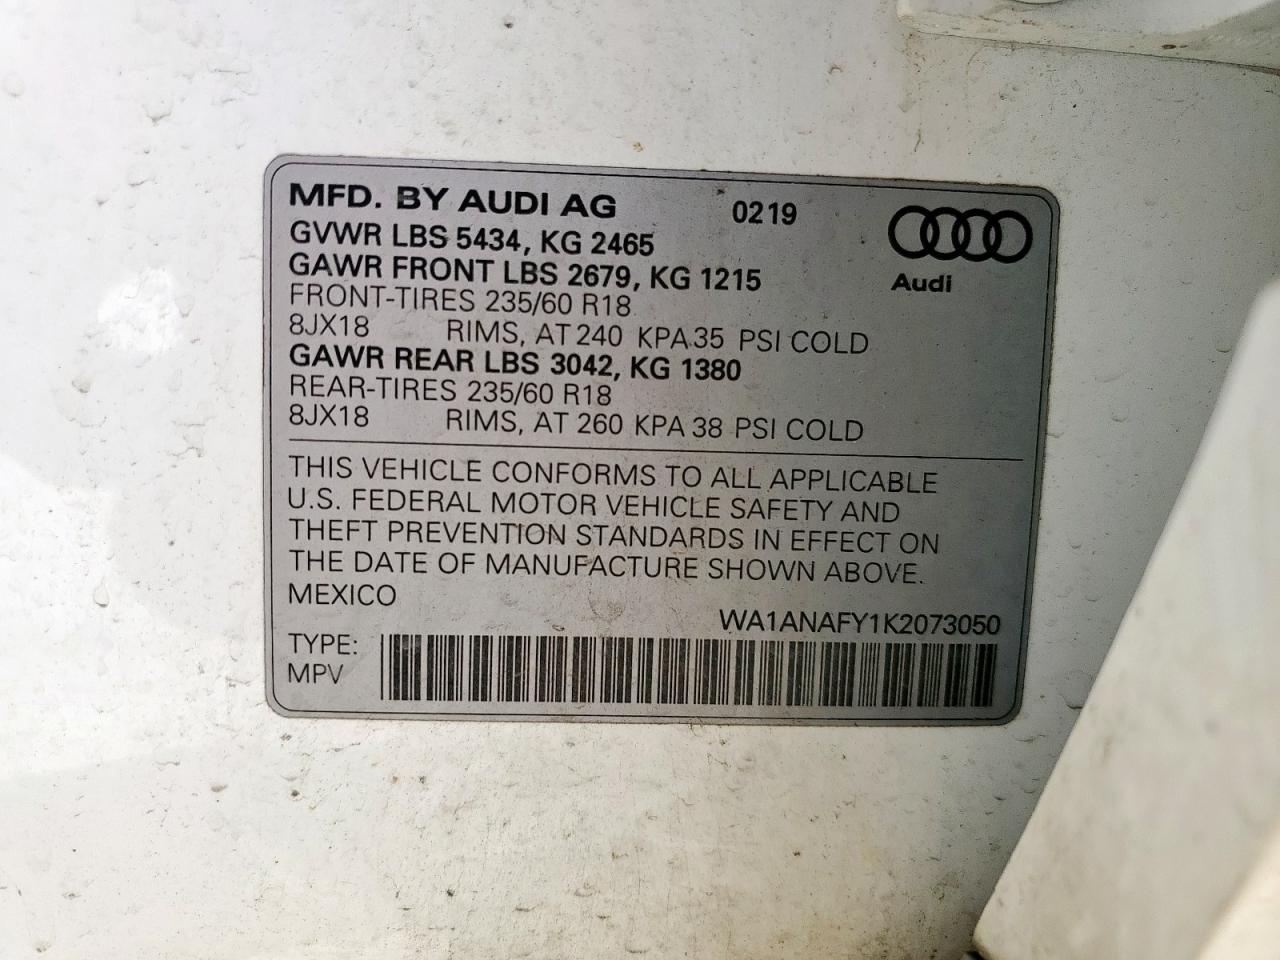 MFD. BY AUDI AG 0219
GVWR LBS 5434, KG 2465
GAWR FRONT LBS 2679, KG 1215
Audi
FRONT-TIRES 235/60 R18
8JX18 RIMS, AT 240 KPA 35 PSI COLD
GAWR REAR LBS 3042, KG 1380
REAR-TIRES 235/60 R18
8JX18 RIMS, AT 260 KPA 38 PSI COLD
THIS VEHICLE CONFORMS TO ALL APPLICABLE
U.S. FEDERAL MOTOR VEHICLE SAFETY AND
THEFT PREVENTION STANDARDS IN EFFECT ON
THE DATE OF MANUFACTURE SHOWN ABOVE.
MEXICO
WA1ANAFY1K2073050
TYPE:
MPV